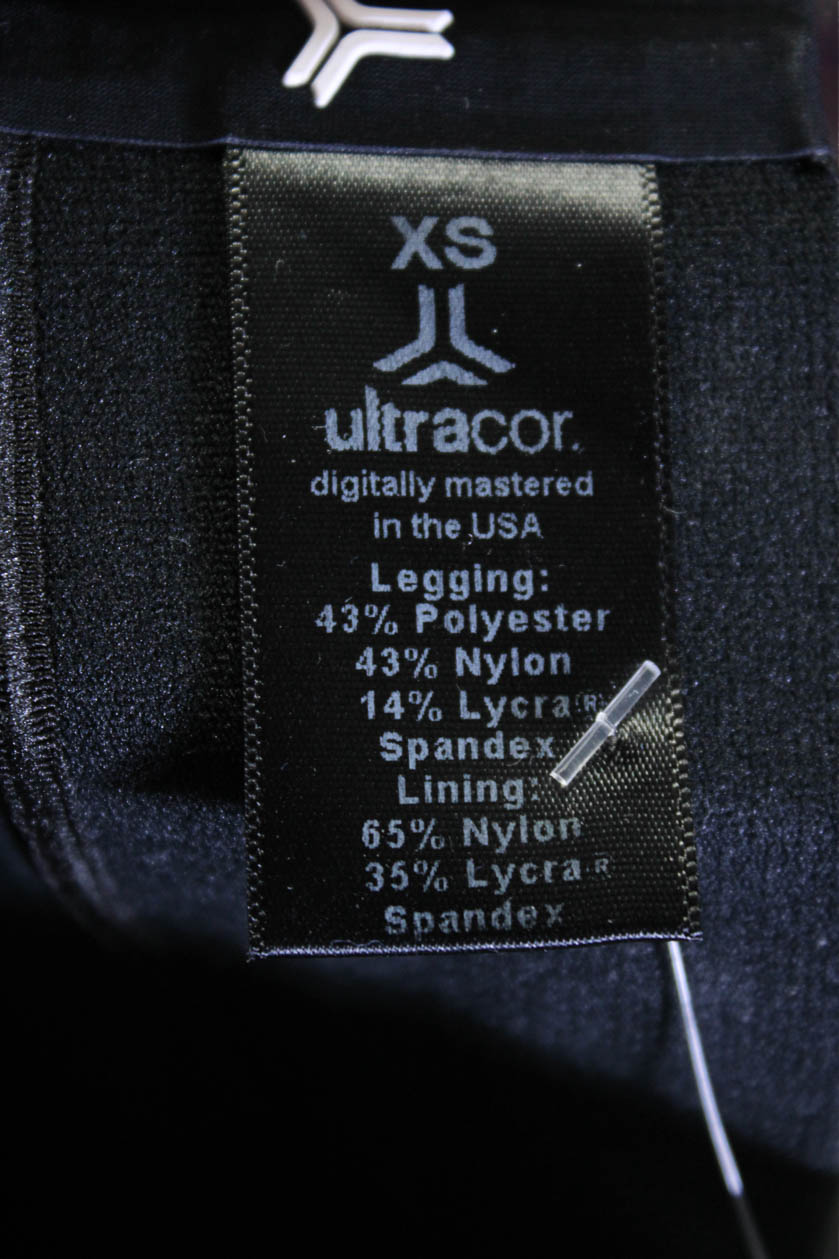 XS
ultracor.
digitally mastered
in the USA
Legging:
43% Polyester
43% Nylon
14% Lycra®
Spandex
Lining:
65% Nylon
35% Lycra®
Spandex